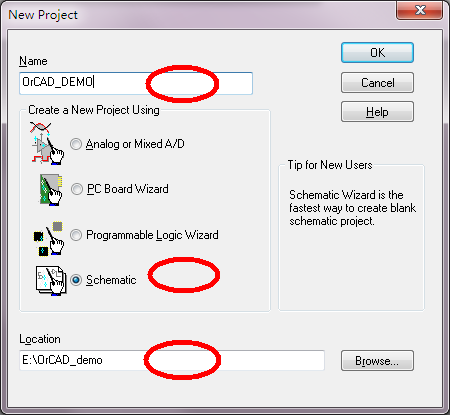 New Project
Name
OrCAD_DEMO
OK
Cancel
Help
Create a New Project Using
Analog or Mixed A/D
PC Board Wizard
Programmable Logic Wizard
Schematic
Tip for New Users
Schematic Wizard is the
fastest way to create blank
schematic project.
Location
E:\OrCAD_demo
Browse...